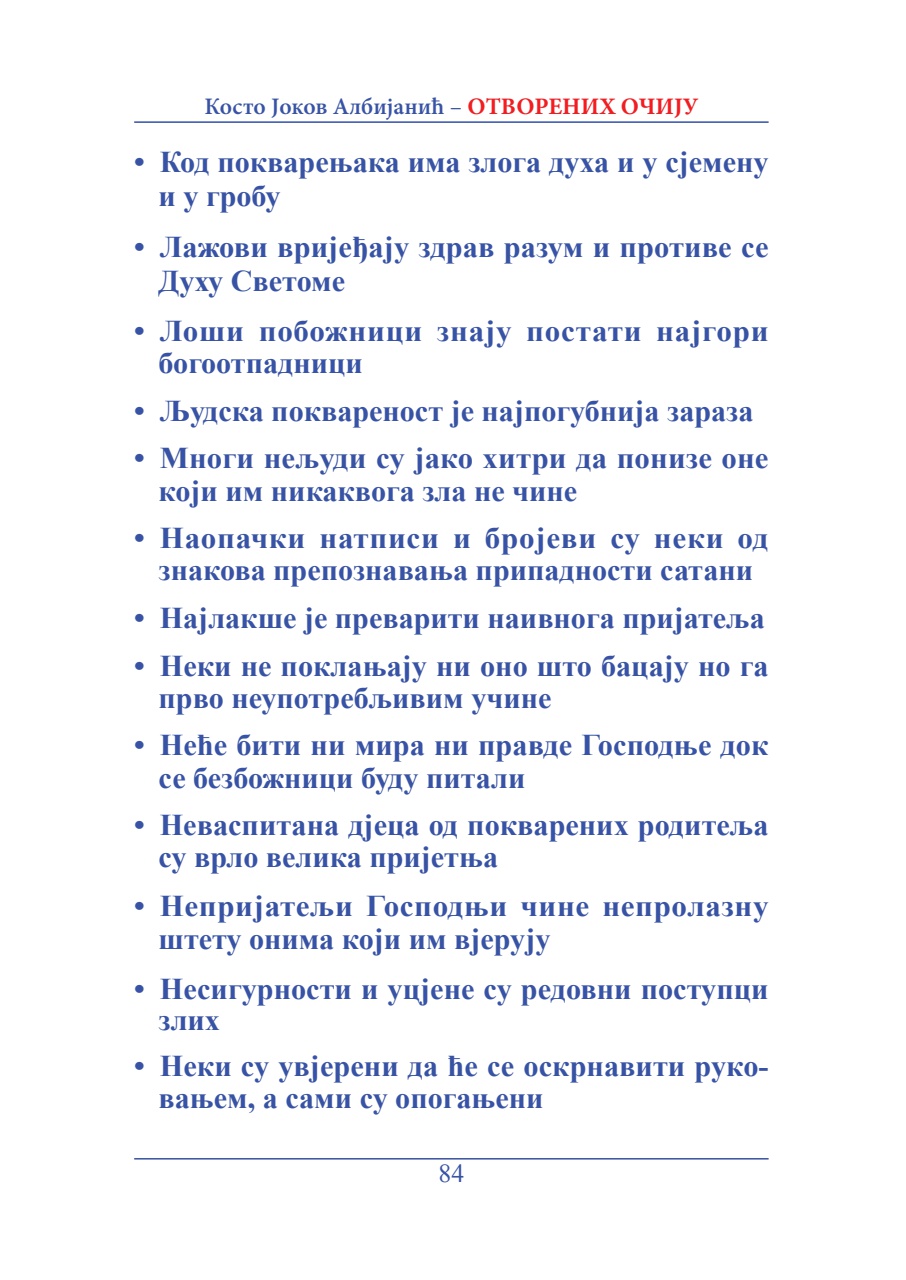 Косто Јоков Албијанић – ОТВОРЕНИХ ОЧИЈУ
• Код покварењака има злога духа и у сјемену
и у гробу
• Лажови вријеђају здрав разум и противе се
Духу Светоме
• Лоши побожници знају постати најгори
богоотпадници
• Људска поквареност је најпогубнија зараза
• Многи нељуди су јако хитри да понизе оне
који им никаквога зла не чине
• Наопачки натписи и бројеви су неки од
знакова препознавања припадности сатани
• Најлакше је преварити наивнога пријатеља
• Неки не поклањају ни оно што бацају но га
прво неупотребљивим учине
• Неће бити ни мира ни правде Господње док
се безбожници буду питали
• Неваспитана дјеца од покварених родитеља
су врло велика пријетња
• Непријатељи Господњи чине непролазну
штету онима који им вјерују
• Несигурности и уцјене су редовни поступци
злих
• Неки су увјерени да ће се оскрнавити руко-
вањем, а сами су опогањени
84